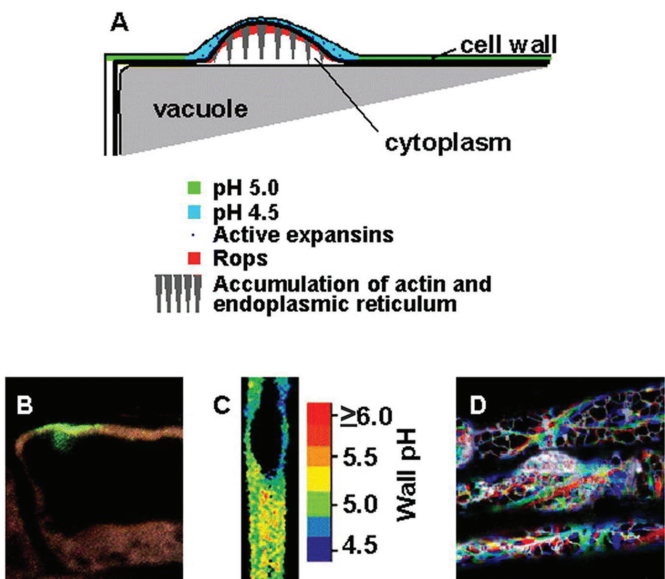 A
cell wall
vacuole
cytoplasm
pH 5.0
pH 4.5
Active expansins
Rops
Accumulation of actin and
endoplasmic reticulum
B
C
≥6.0
5.5
5.0
4.5
Wall pH
D